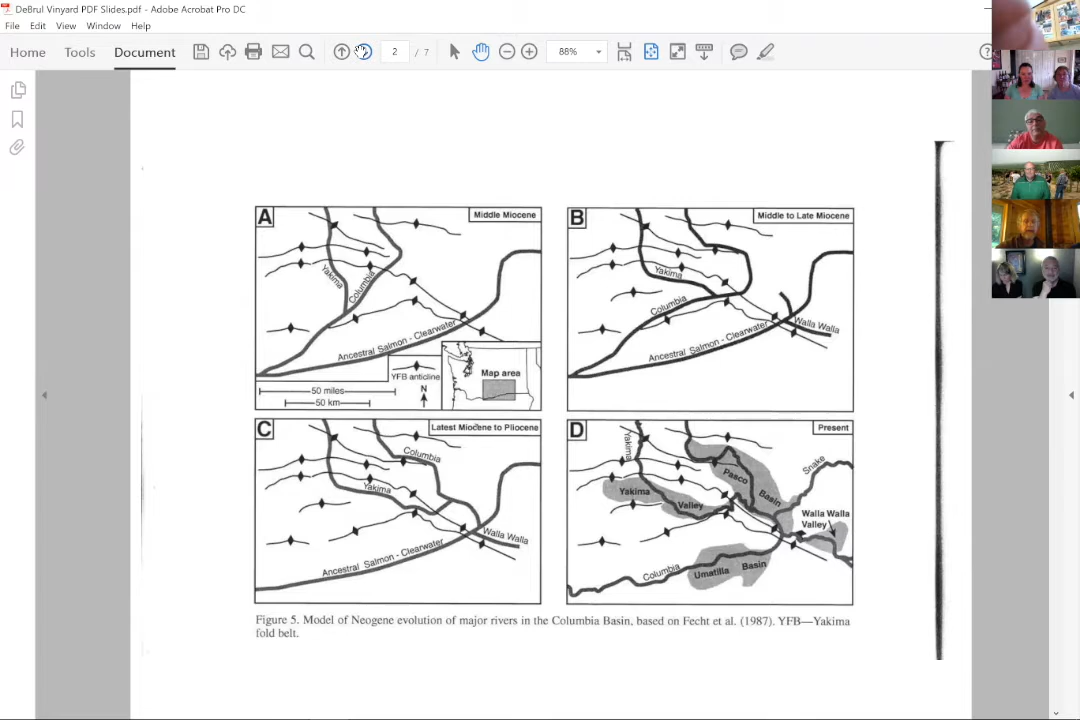 DeBrul Vinyard PDF Slides.pdf - Adobe Acrobat Pro DC
File Edit View Window Help
Home Tools Document 2 / 7 88%
A Middle Miocene
Yakima
Columbia
Ancestral Salmon - Clearwater
YFB anticline
50 miles
50 km
N
Map area
B Middle to Late Miocene
Yakima
Columbia
Walla Walla
Ancestral Salmon - Clearwater
C Latest Miocene to Pliocene
Columbia
Yakima
Walla Walla
Ancestral Salmon - Clearwater
D Present
Yakima
Snake
Pasco Basin
Yakima Valley
Walla Walla
Valley
Columbia
Umatilla Basin
Figure 5. Model of Neogene evolution of major rivers in the Columbia Basin, based on Fecht et al. (1987). YFB—Yakima
fold belt.